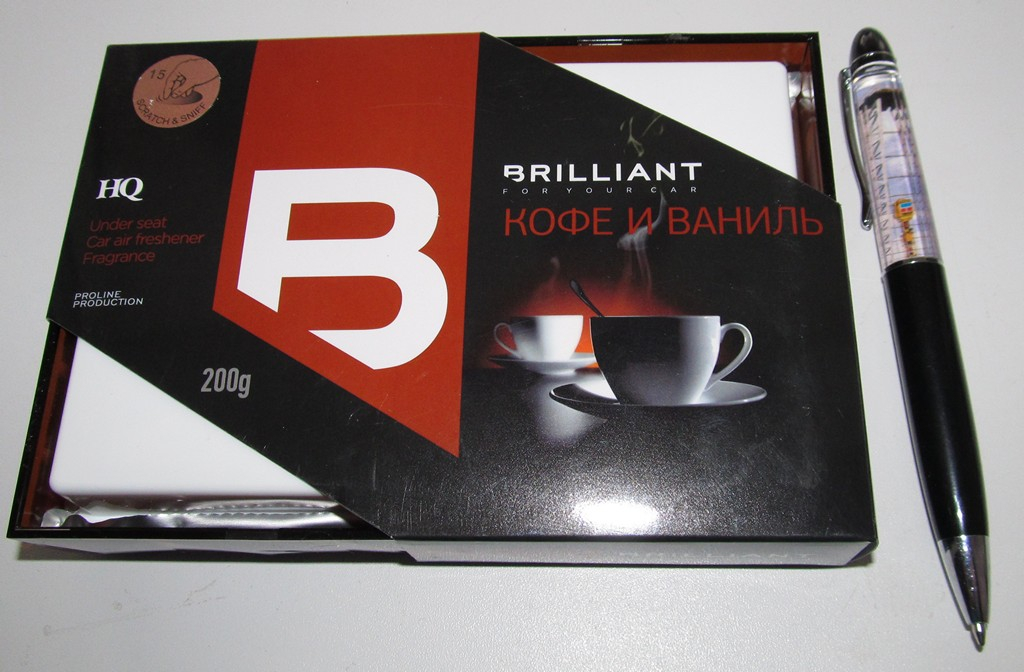 15
SCRATCH & SNIFF
HQ
Under seat
Car air freshener
Fragrance
PROLINE
PRODUCTION
200g
B
BRILLIANT
FOR YOUR CAR
КОФЕ И ВАНИЛЬ
BRILLIANT